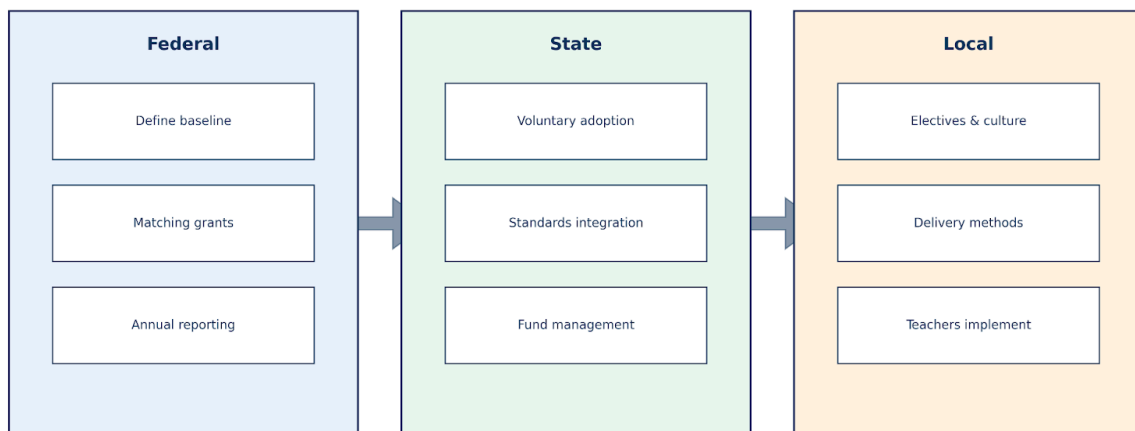 Federal
Define baseline
Matching grants
Annual reporting
State
Voluntary adoption
Standards integration
Fund management
Local
Electives & culture
Delivery methods
Teachers implement